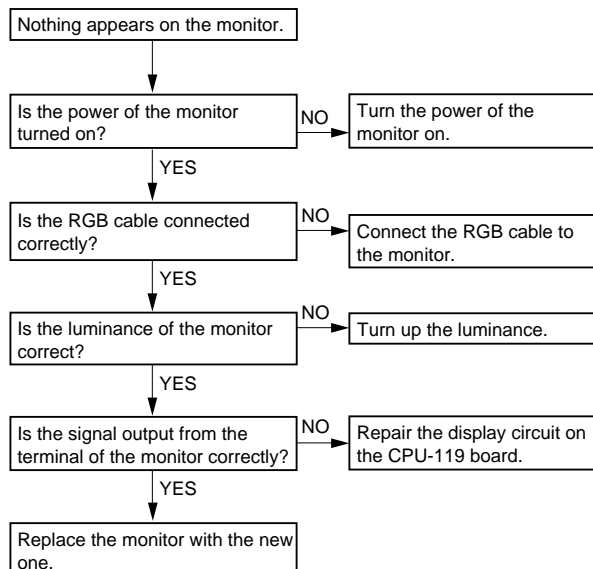 Nothing appears on the monitor.
Is the power of the monitor
turned on?
NO
Turn the power of the
monitor on.
YES
Is the RGB cable connected
correctly?
NO
Connect the RGB cable to
the monitor.
YES
Is the luminance of the monitor
correct?
NO
Turn up the luminance.
YES
Is the signal output from the
terminal of the monitor correctly?
NO
Repair the display circuit on
the CPU-119 board.
YES
Replace the monitor with the new
one.